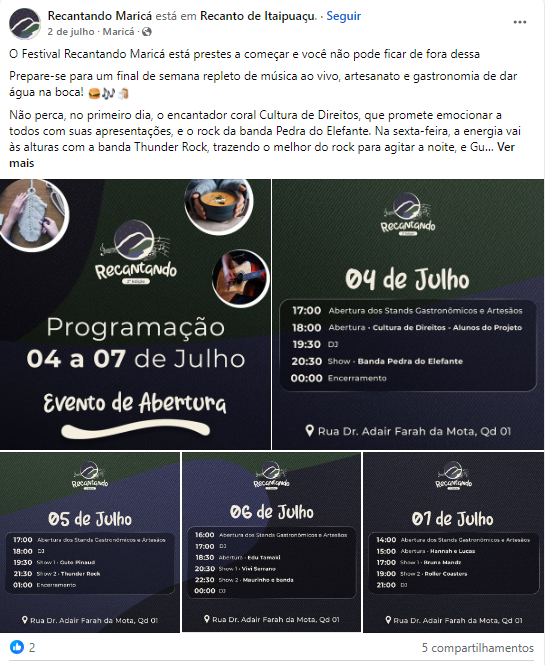 Recantando Maricá está em Recanto de Itaipuaçu. · Seguir
2 de julho · Maricá ·
O Festival Recantando Maricá está prestes a começar e você não pode ficar de fora dessa
Prepare-se para um final de semana repleto de música ao vivo, artesanato e gastronomia de dar
água na boca! 🍔🎶👏🏻
Não perca, no primeiro dia, o encantador coral Cultura de Direitos, que promete emocionar a
todos com suas apresentações, e o rock da banda Pedra do Elefante. Na sexta-feira, a energia vai
às alturas com a banda Thunder Rock, trazendo o melhor do rock para agitar a noite, e Gu... Ver
mais
Recantando
2ª Edição
Programação
04 a 07 de Julho
Evento de Abertura
Recantando
2ª Edição
04 de Julho
17:00 Abertura dos Stands Gastronômicos e Artesãos
18:00 Abertura · Cultura de Direitos - Alunos do Projeto
19:30 DJ
20:30 Show · Banda Pedra do Elefante
00:00 Encerramento
Rua Dr. Adair Farah da Mota, Qd 01
Recantando
05 de Julho
17:00 Abertura dos Stands Gastronômicos e Artesãos
18:00 DJ
19:30 Show 1 · Guto Pinaud
21:30 Show 2 · Thunder Rock
01:00 Encerramento
Rua Dr. Adair Farah da Mota, Qd 01
Recantando
06 de Julho
16:00 Abertura dos Stands Gastronômicos e Artesãos
17:00 DJ
18:30 Abertura · Edu Tamaxi
20:30 Show 1 · Vivi Serrano
22:30 Show 2 · Maurinho e banda
00:00 DJ
Rua Dr. Adair Farah da Mota, Qd 01
Recantando
07 de Julho
14:00 Abertura dos Stands Gastronômicos e Artesãos
15:00 Abertura · Hannah e Lucas
17:00 Show 1 · Bruna Mandz
19:00 Show 2 · Roller Coasters
21:00 DJ
Rua Dr. Adair Farah da Mota, Qd 01
2
5 compartilhamentos